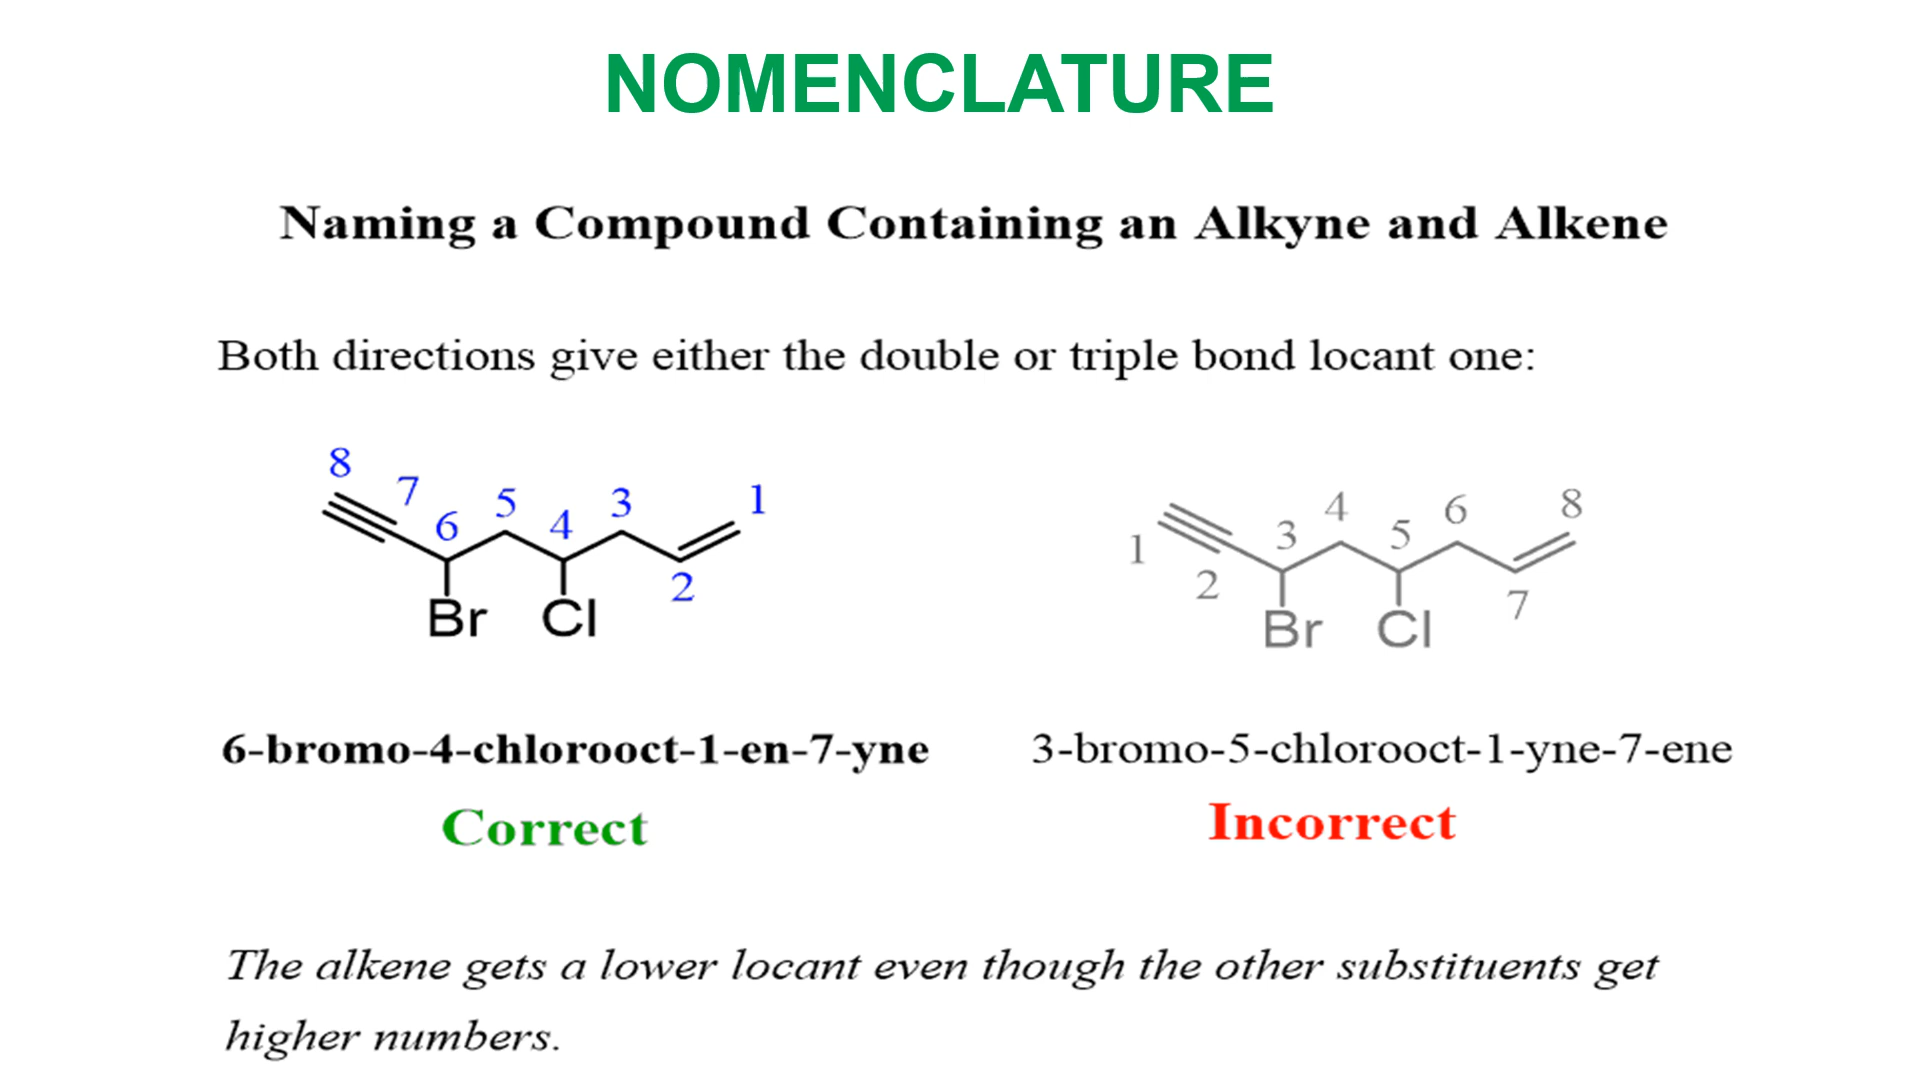 NOMENCLATURE
Naming a Compound Containing an Alkyne and Alkene
Both directions give either the double or triple bond locant one:
8 7 6 5 4 3 2 1
Br Cl
1 2 3 4 5 6 7 8
Br Cl
6-bromo-4-chlorooct-1-en-7-yne
Correct
3-bromo-5-chlorooct-1-yne-7-ene
Incorrect
The alkene gets a lower locant even though the other substituents get
higher numbers.